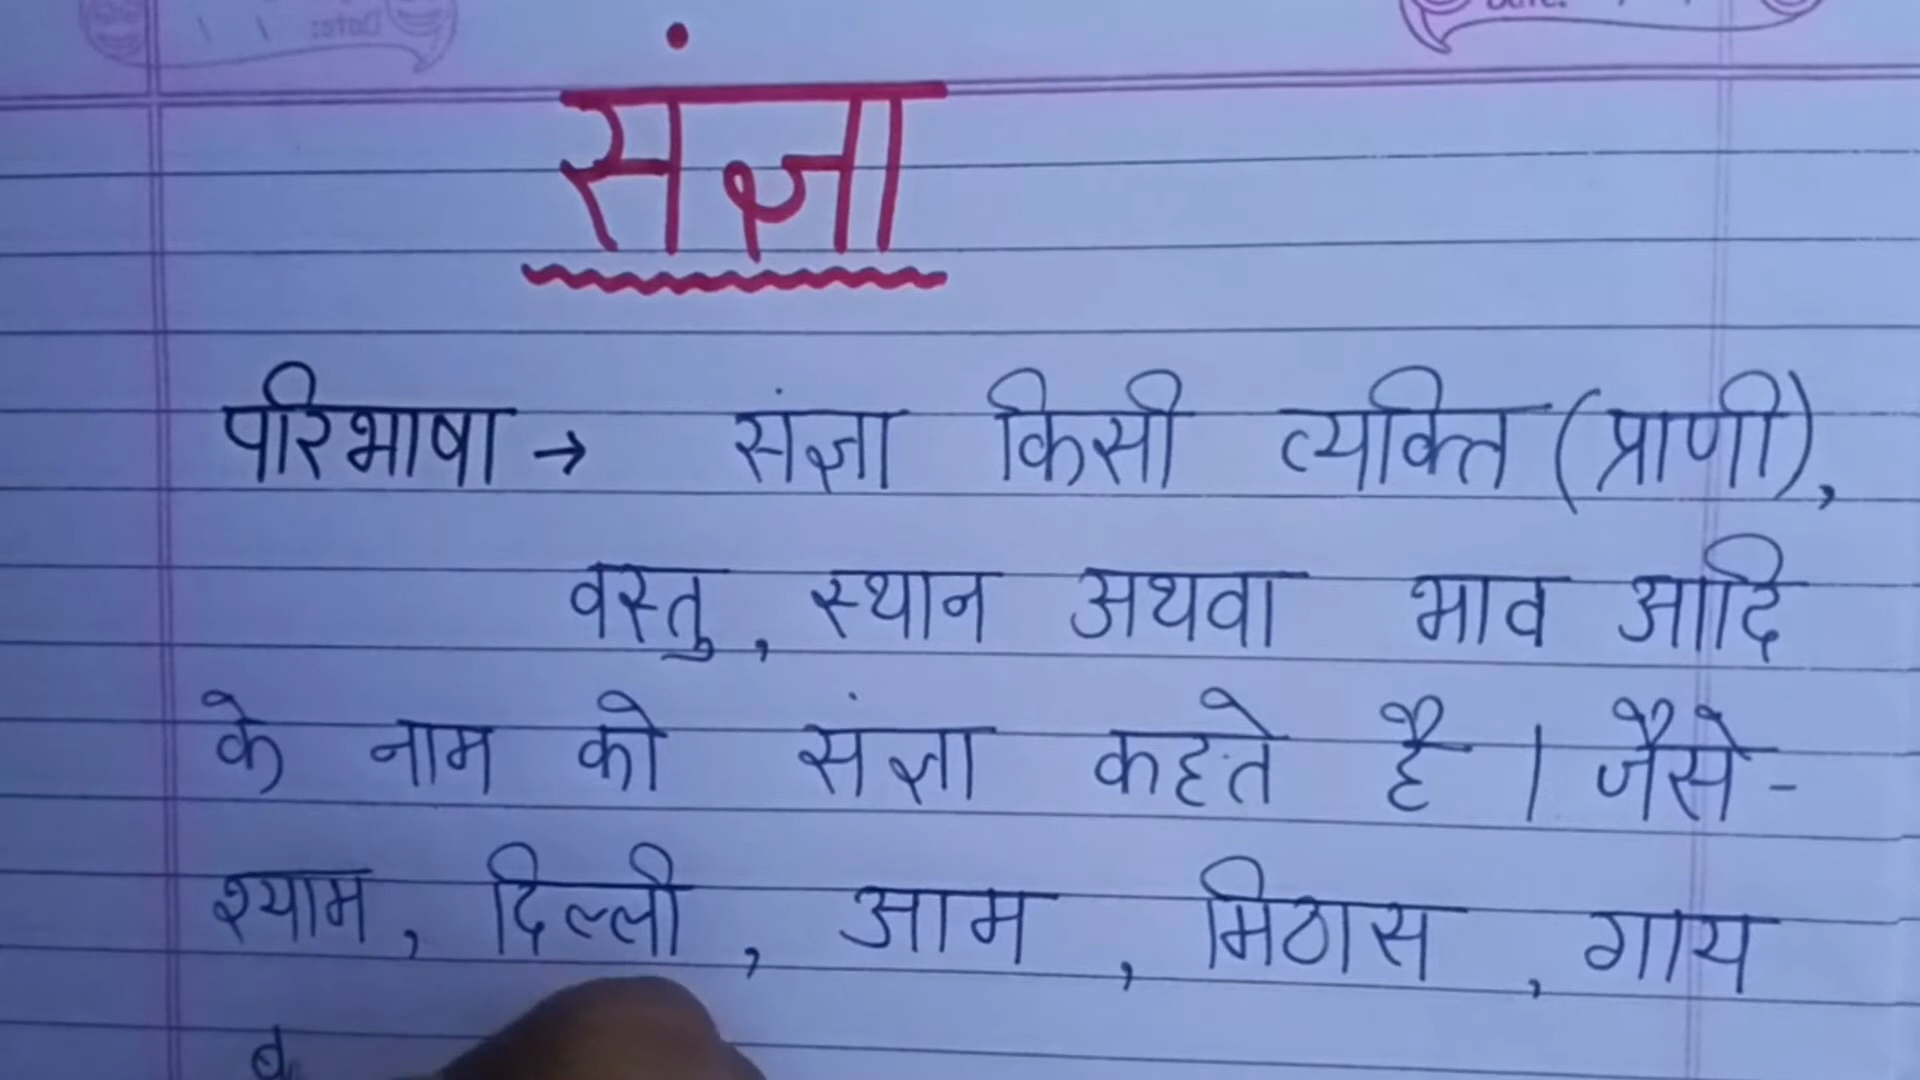 संज्ञा
परिभाषा → संज्ञा किसी व्यक्ति (प्राणी),
वस्तु, स्थान अथवा भाव आदि
के नाम को संज्ञा कहते है । जैसे -
श्याम, दिल्ली, आम, मिठास, गाय